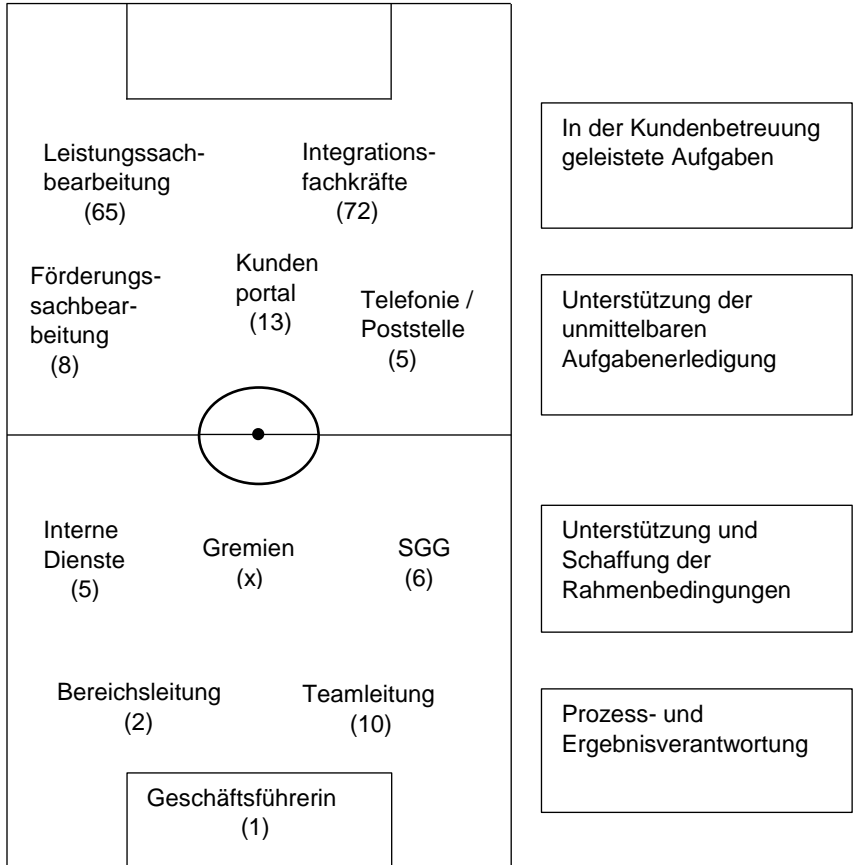 Leistungssach-
bearbeitung
(65)
Integrations-
fachkräfte
(72)
In der Kundenbetreuung
geleistete Aufgaben
Förderungs-
sachbear-
beitung
(8)
Kunden
portal
(13)
Telefonie /
Poststelle
(5)
Unterstützung der
unmittelbaren
Aufgabenerledigung
Interne
Dienste
(5)
Gremien
(x)
SGG
(6)
Unterstützung und
Schaffung der
Rahmenbedingungen
Bereichsleitung
(2)
Teamleitung
(10)
Prozess- und
Ergebnisverantwortung
Geschäftsführerin
(1)